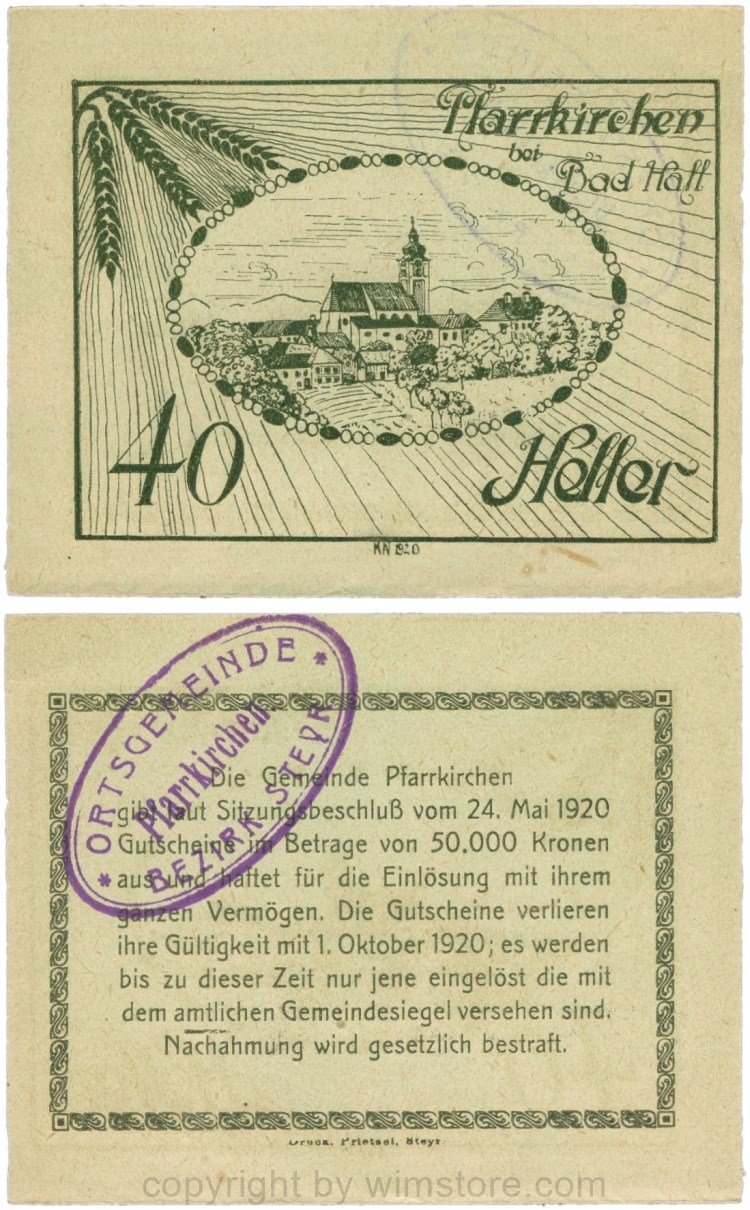 Pfarrkirchen
bei
Bad Hall
40 Heller
KN 1920
* ORTSGEMEINDE *
Pfarrkirchen
BEZIRK STEYR
Die Gemeinde Pfarrkirchen
gibt laut Sitzungsbeschluß vom 24. Mai 1920
Gutscheine im Betrage von 50.000 Kronen
aus und haftet für die Einlösung mit ihrem
ganzen Vermögen. Die Gutscheine verlieren
ihre Gültigkeit mit 1. Oktober 1920; es werden
bis zu dieser Zeit nur jene eingelöst die mit
dem amtlichen Gemeindesiegel versehen sind.
Nachahmung wird gesetzlich bestraft.
Druck. Prietzel, Steyr
copyright by wimstore.com